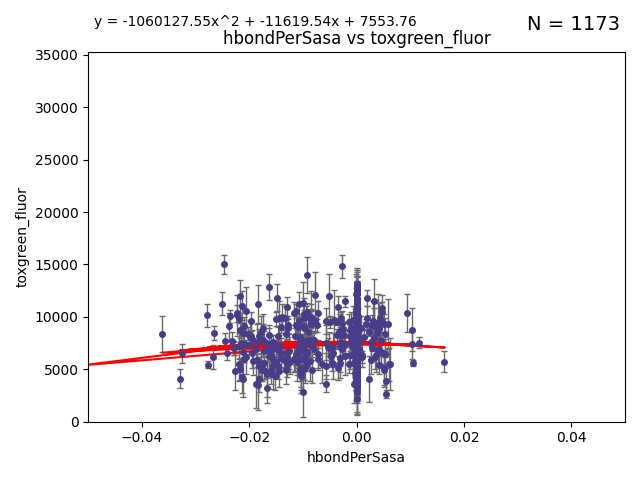 y = -1060127.55x^2 + -11619.54x + 7553.76
N = 1173
hbondPerSasa vs toxgreen_fluor
35000
30000
25000
20000
15000
10000
5000
0
toxgreen_fluor
−0.04 −0.02 0.00 0.02 0.04
hbondPerSasa